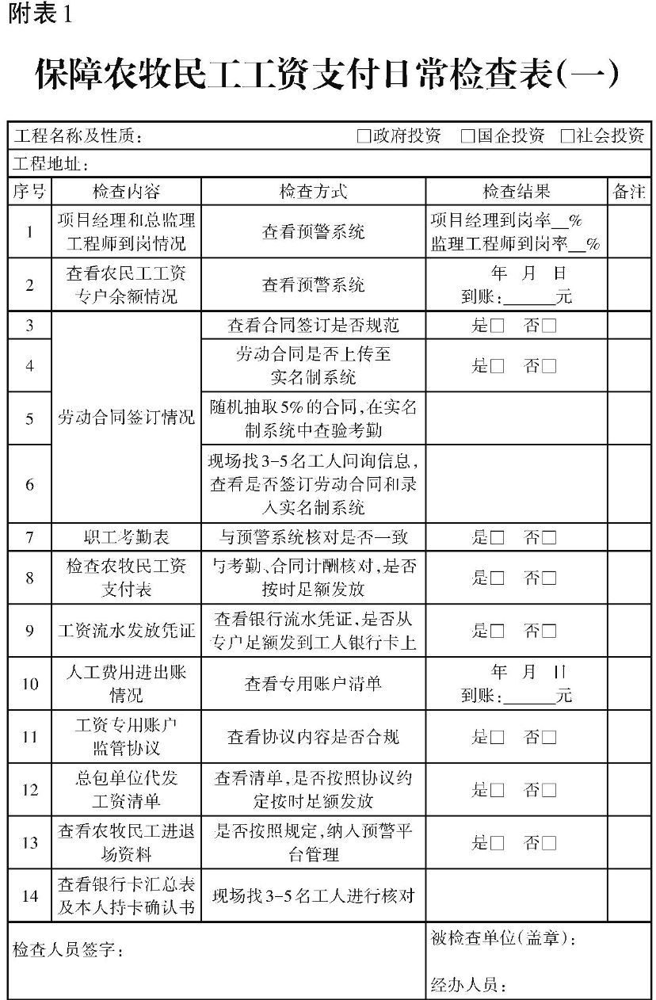 附表1
保障农牧民工工资支付日常检查表(一)
工程名称及性质: □政府投资 □国企投资 □社会投资
工程地址:
序号 检查内容 检查方式 检查结果 备注
1 项目经理和总监理 查看预警系统 项目经理到岗率__%
工程师到岗情况 监理工程师到岗率__%
2 查看农民工工资 查看预警系统 年 月 日
专户余额情况 到账:______元
3 查看合同签订是否规范 是□ 否□
4 劳动合同是否上传至 是□ 否□
实名制系统
劳动合同签订情况
5 随机抽取5%的合同,在实名
制系统中查验考勤
6 现场找3-5名工人问询信息,
查看是否签订劳动合同和录
入实名制系统
7 职工考勤表 与预警系统核对是否一致 是□ 否□
8 检查农牧民工资 与考勤、合同计酬核对,是否 是□ 否□
支付表 按时足额发放
9 工资流水发放凭证 查看银行流水凭证,是否从 是□ 否□
专户足额发到工人银行卡上
10 人工费用进出账 查看专用账户清单 年 月 日
情况 到账:______元
11 工资专用账户 查看协议内容是否合规 是□ 否□
监管协议
12 总包单位代发 查看清单,是否按照协议约 是□ 否□
工资清单 定按时足额发放
13 查看农牧民工进退 是否按照规定,纳入预警平 是□ 否□
场资料 台管理
14 查看银行卡汇总表 现场找3-5名工人进行核对
及本人持卡确认书
检查人员签字: 被检查单位(盖章):
经办人员: